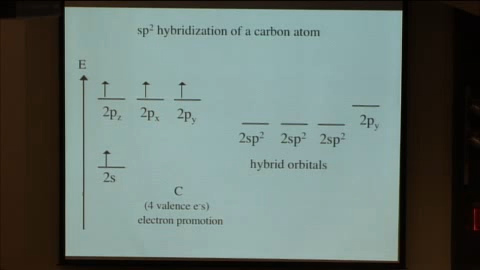 sp² hybridization of a carbon atom
E
2pz 2px 2py
2py
2sp² 2sp² 2sp²
hybrid orbitals
2s
C
(4 valence e⁻s)
electron promotion